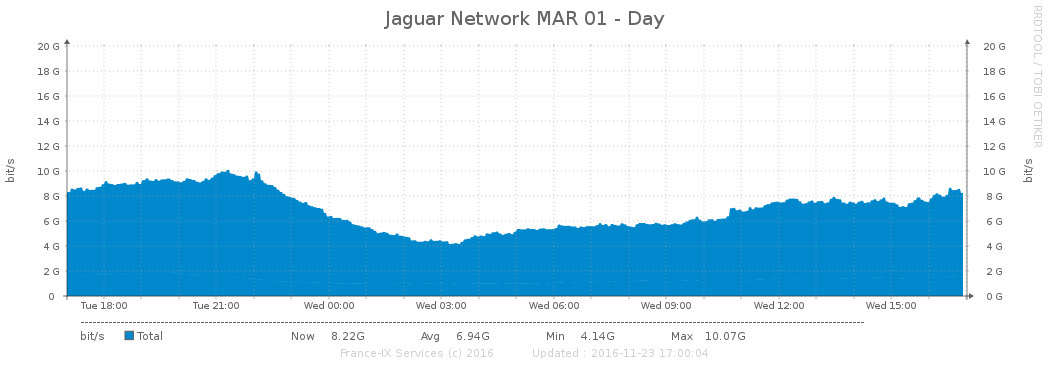 Jaguar Network MAR 01 - Day
RRDTOOL / TOBI OETIKER
bit/s
20 G 20 G
18 G 18 G
16 G 16 G
14 G 14 G
12 G 12 G
10 G 10 G
8 G 8 G
6 G 6 G
4 G 4 G
2 G 2 G
0 0 G
bit/s
Tue 18:00 Tue 21:00 Wed 00:00 Wed 03:00 Wed 06:00 Wed 09:00 Wed 12:00 Wed 15:00
bit/s Total Now 8.22G Avg 6.94G Min 4.14G Max 10.07G
France-IX Services (c) 2016 Updated : 2016-11-23 17:00:04